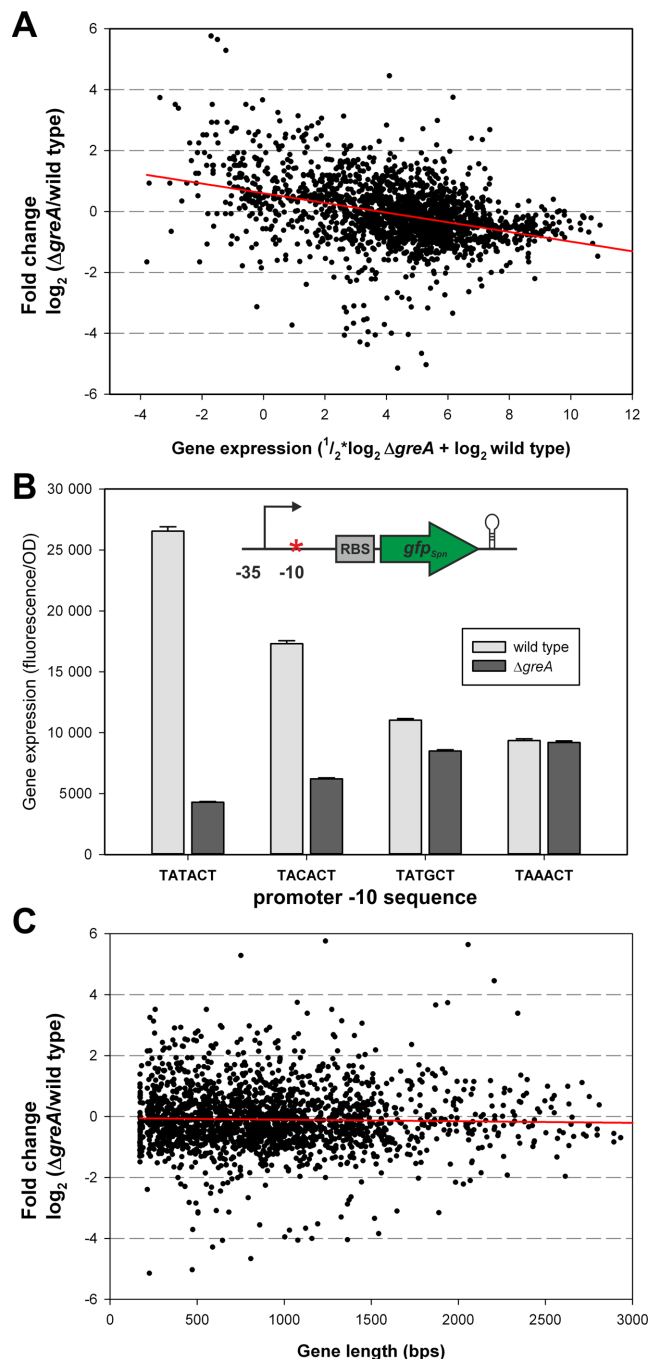 A
Fold change
log2 (ΔgreA/wild type)
6
4
2
0
-2
-4
-6
-4 -2 0 2 4 6 8 10 12
Gene expression (1/2*log2 ΔgreA + log2 wild type)
B
Gene expression (fluorescence/OD)
30 000
25 000
20 000
15 000
10 000
5000
0
-35 -10 * RBS gfpSpn
wild type
ΔgreA
TATACT TACACT TATGCT TAAACT
promoter -10 sequence
C
Fold change
log2 (ΔgreA/wild type)
6
4
2
0
-2
-4
-6
0 500 1000 1500 2000 2500 3000
Gene length (bps)